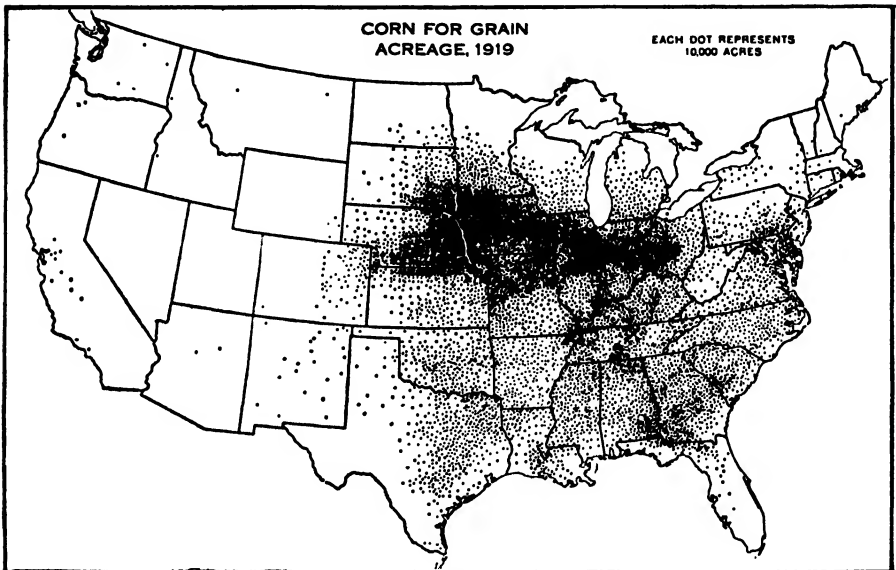 CORN FOR GRAIN
ACREAGE, 1919
EACH DOT REPRESENTS
10,000 ACRES